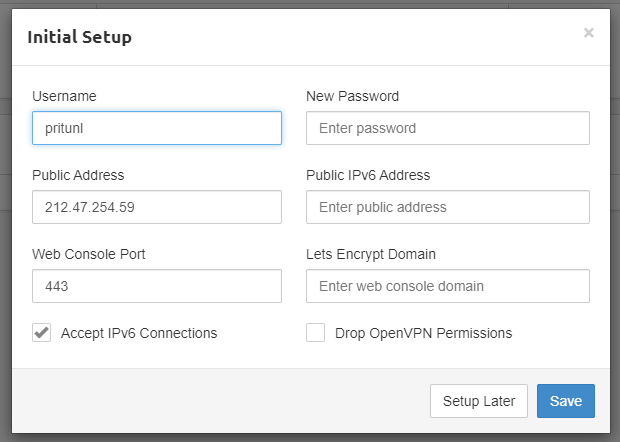 Initial Setup ×
Username New Password
pritunl Enter password
Public Address Public IPv6 Address
212.47.254.59 Enter public address
Web Console Port Lets Encrypt Domain
443 Enter web console domain
Accept IPv6 Connections Drop OpenVPN Permissions
Setup Later Save